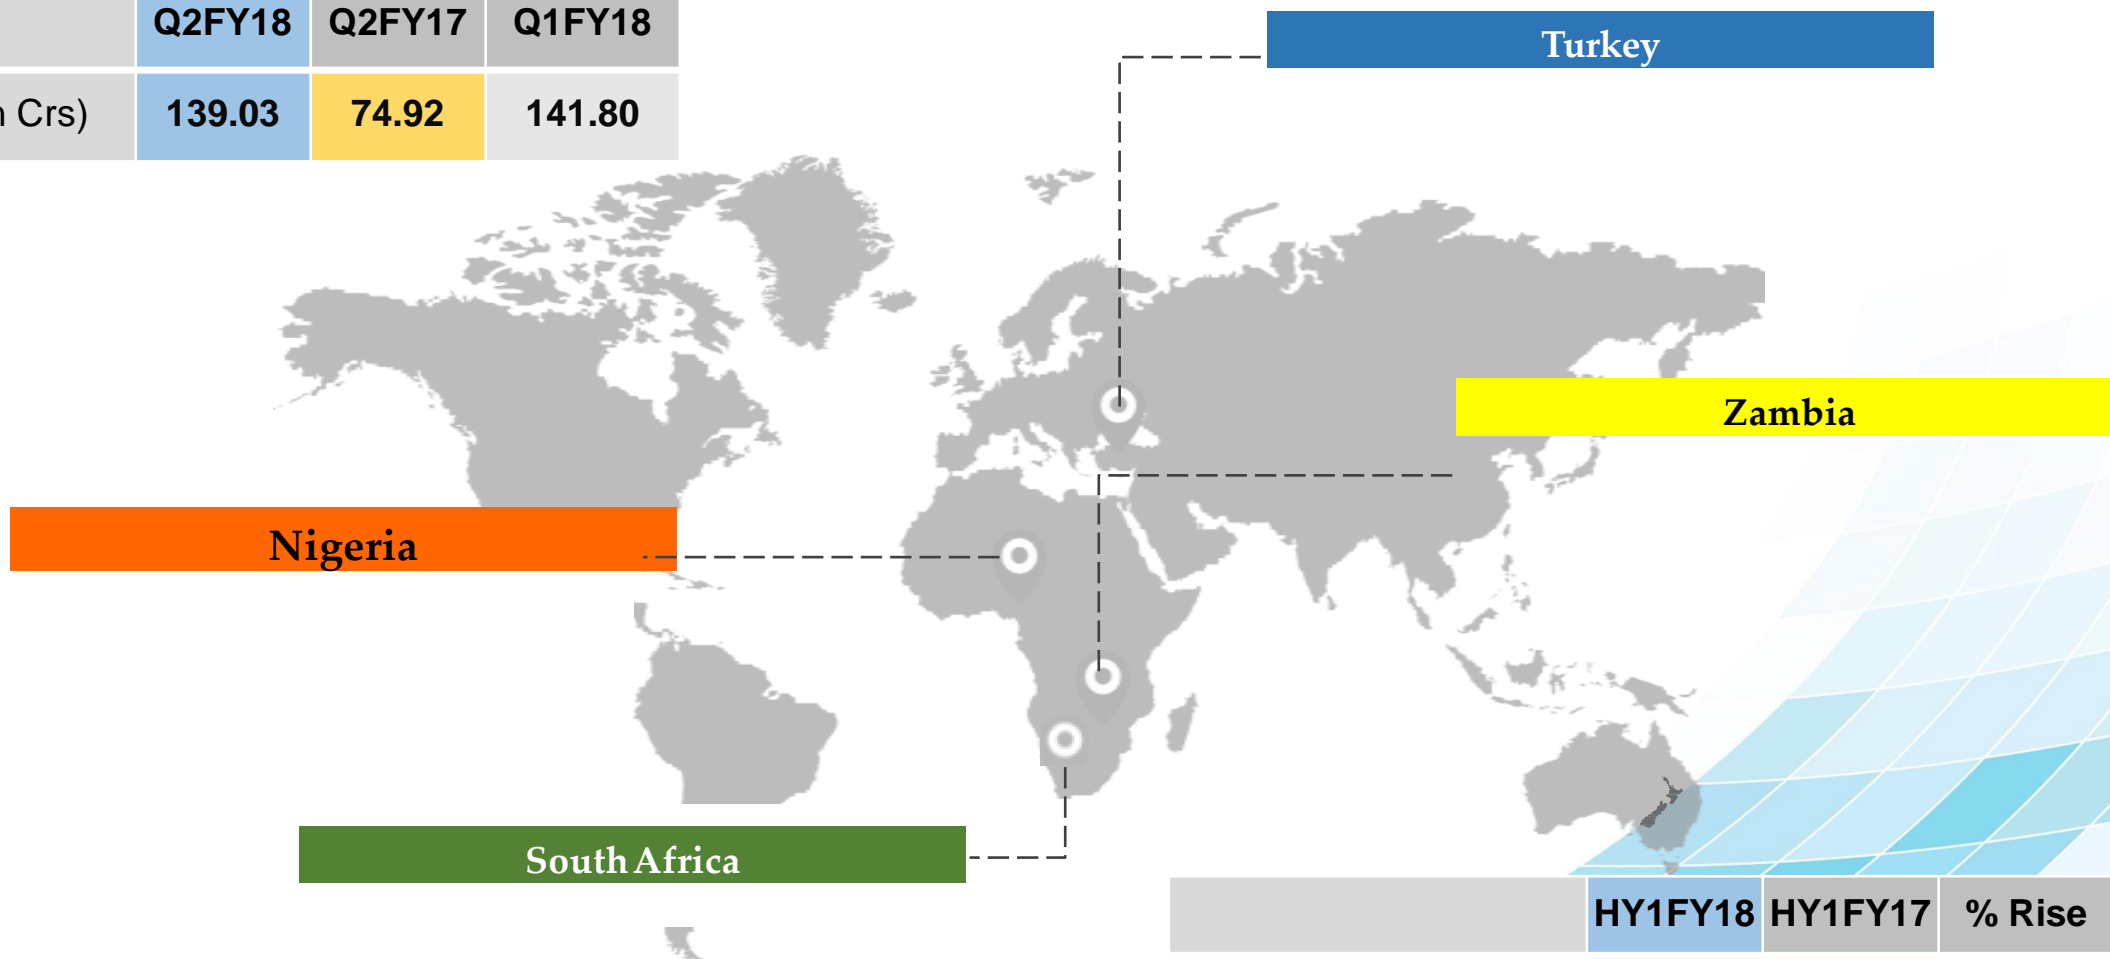 Q2FY18 Q2FY17 Q1FY18
Crs) 139.03 74.92 141.80
Turkey
Zambia
Nigeria
South Africa
HY1FY18 HY1FY17 % Rise